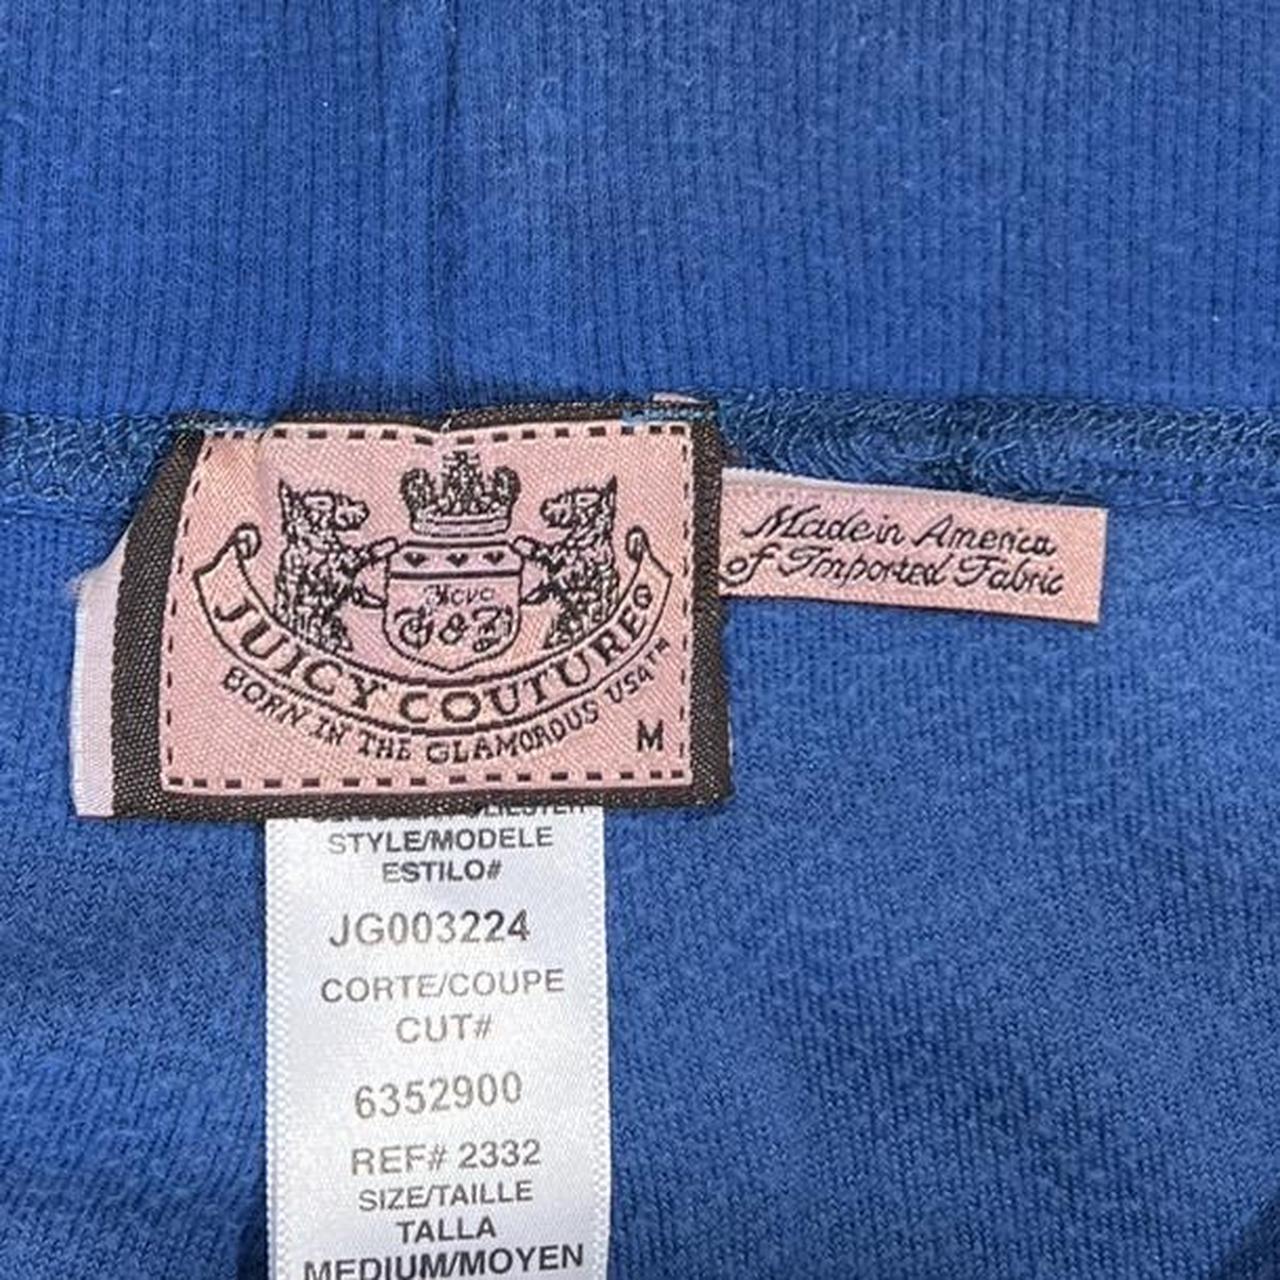 JUICY COUTURE®
BORN IN THE GLAMOROUS USA™
M
Made in America
of Imported Fabric
STYLE/MODELE
ESTILO#
JG003224
CORTE/COUPE
CUT#
6352900
REF# 2332
SIZE/TAILLE
TALLA
MEDIUM/MOYEN